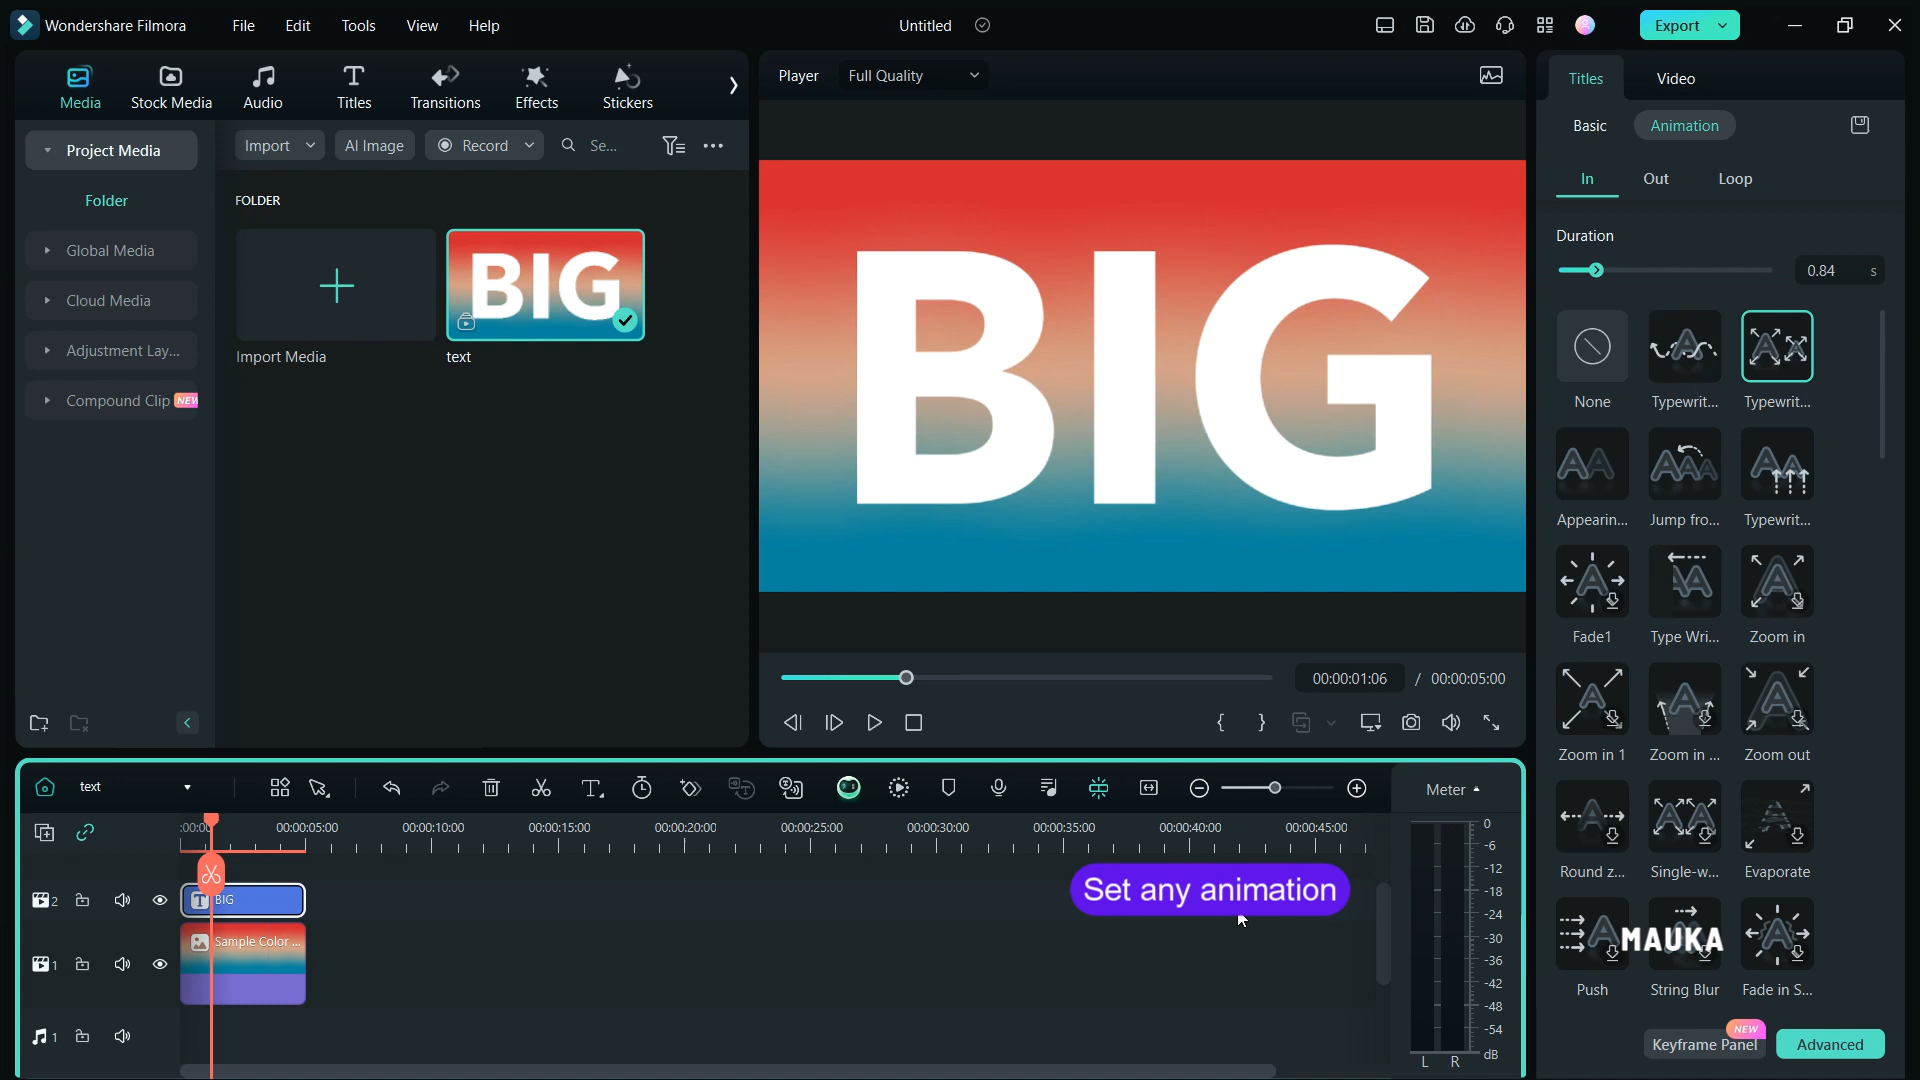 Wondershare Filmora
File
Edit
Tools
View
Help
Untitled
Export
Media
Stock Media
Audio
Titles
Transitions
Effects
Stickers
Player
Full Quality
Titles
Video
Project Media
Import
AI Image
Record
Se...
Basic
Animation
Folder
FOLDER
In
Out
Loop
Global Media
Cloud Media
Adjustment Lay...
Compound Clip
NEW
BIG
Import Media
text
BIG
Duration
0.84
s
None
Typewrit...
Typewrit...
Appearin...
Jump fro...
Typewrit...
Fade1
Type Wri...
Zoom in
Zoom in 1
Zoom in ...
Zoom out
Round z...
Single-w...
Evaporate
Push
String Blur
Fade in S...
MAUKA
NEW
Keyframe Panel
Advanced
00:00:01:06
/
00:00:05:00
{
}
text
Meter
:00:00
00:00:05:00
00:00:10:00
00:00:15:00
00:00:20:00
00:00:25:00
00:00:30:00
00:00:35:00
00:00:40:00
00:00:45:00
2
T
BIG
Set any animation
1
Sample Color ...
1
0
-6
-12
-18
-24
-30
-36
-42
-48
-54
dB
L
R